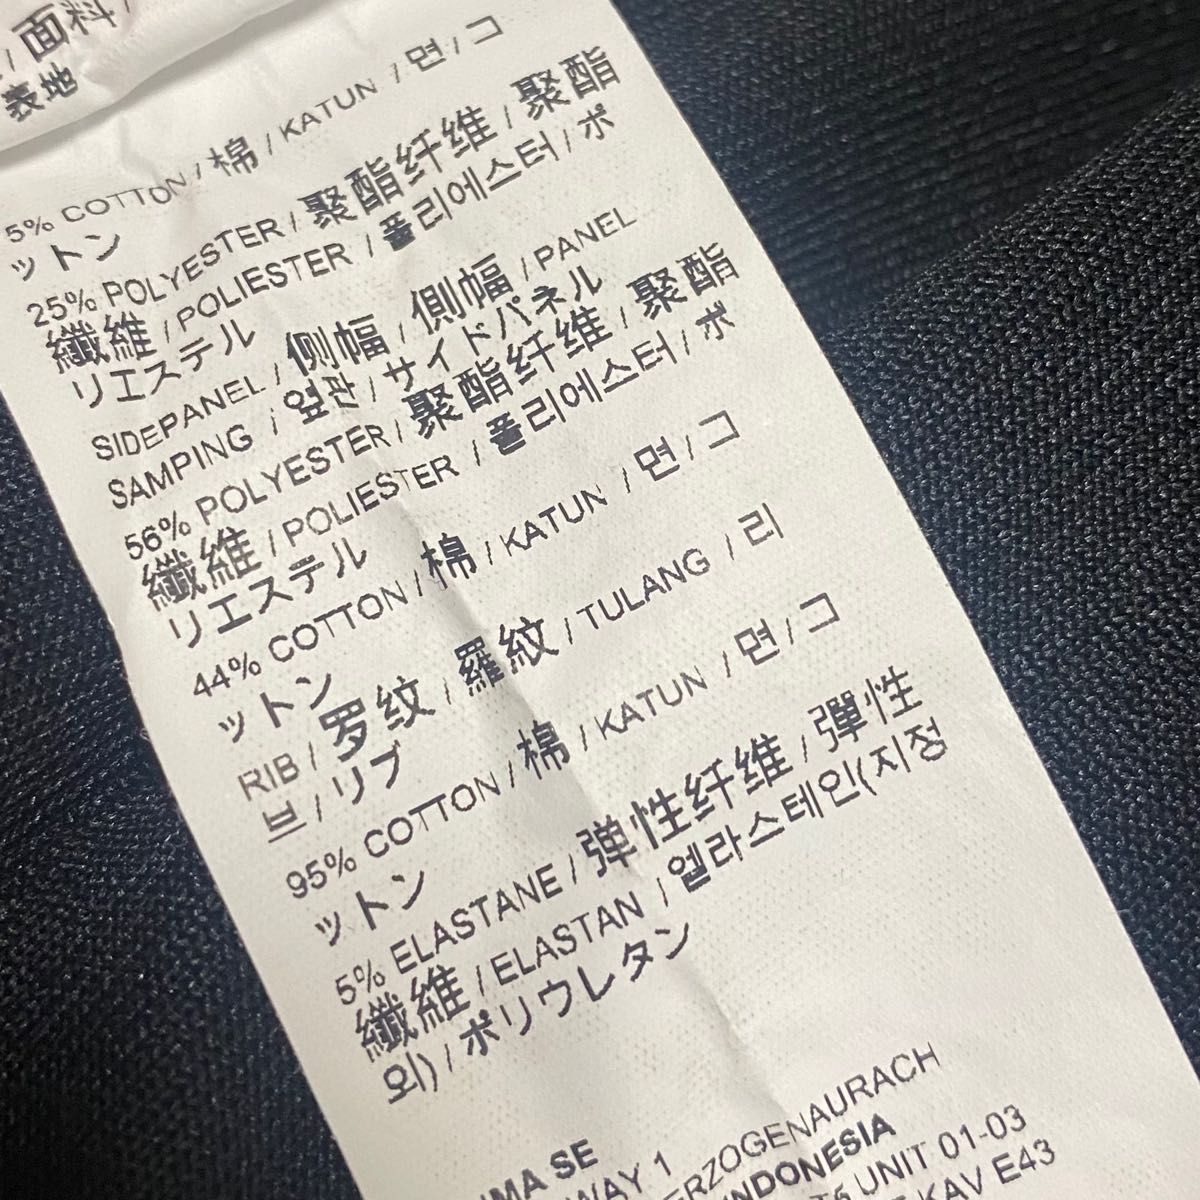 / 面料
表地
5% COTTON / 棉 / KATUN / 면 / コ
ットン
25% POLYESTER / 聚酯纤维 / 聚酯
纖維 / POLIESTER / 폴리에스터 / ポ
リエステル
SIDEPANEL / 侧幅 / 側幅 / PANEL
SAMPING / 옆판 / サイドパネル
56% POLYESTER / 聚酯纤维 / 聚酯
纖維 / POLIESTER / 폴리에스터 / ポ
リエステル
44% COTTON / 棉 / KATUN / 면 / コ
ットン
RIB / 罗纹 / 羅紋 / TULANG / 리
브 / リブ
95% COTTON / 棉 / KATUN / 면 / コ
ットン
5% ELASTANE / 弹性纤维 / 彈性
纖維 / ELASTAN / 엘라스테인(지정
외) / ポリウレタン
MA SE
WAY 1
ERZOGENAURACH
INDONESIA
UNIT 01-03
KAV E43